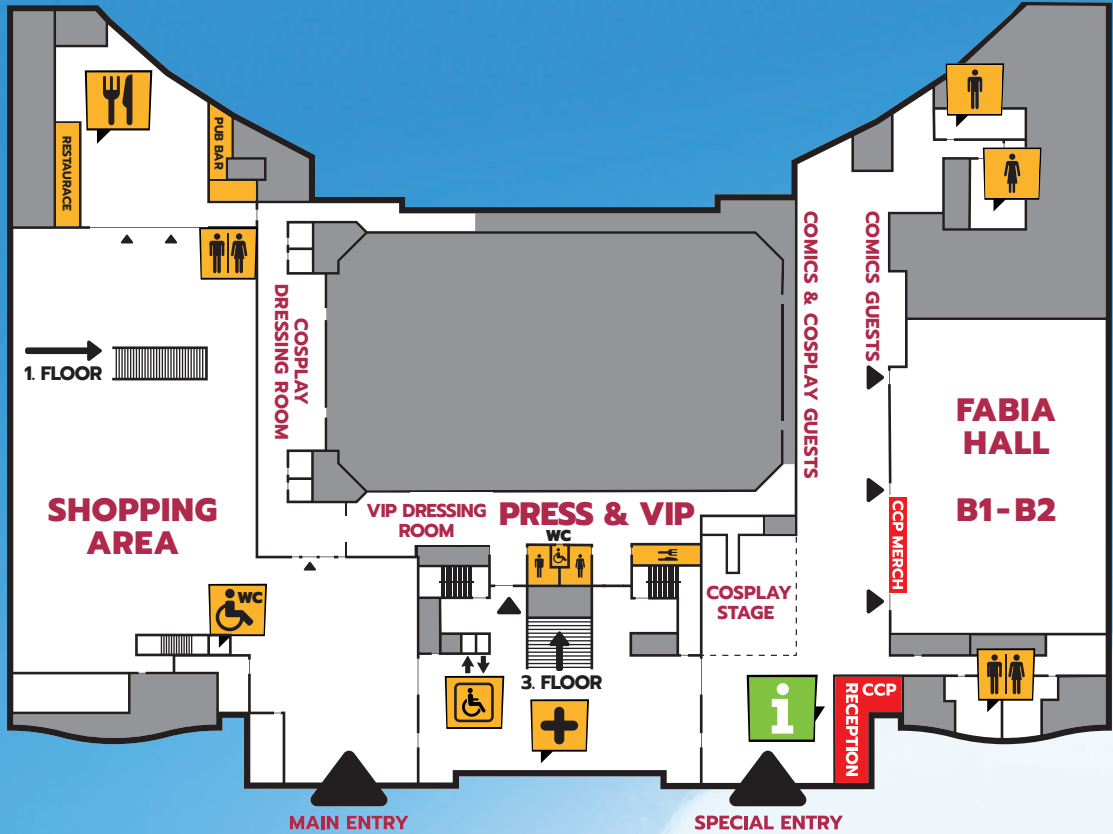 RESTAURACE
PUB BAR
1. FLOOR
COSPLAY
DRESSING ROOM
COMICS & COSPLAY GUESTS
COMICS GUESTS
FABIA
HALL
B1-B2
SHOPPING
AREA
VIP DRESSING
ROOM
PRESS & VIP
WC
CCP MERCH
COSPLAY
STAGE
WC
3. FLOOR
i
CCP
RECEPTION
MAIN ENTRY
SPECIAL ENTRY